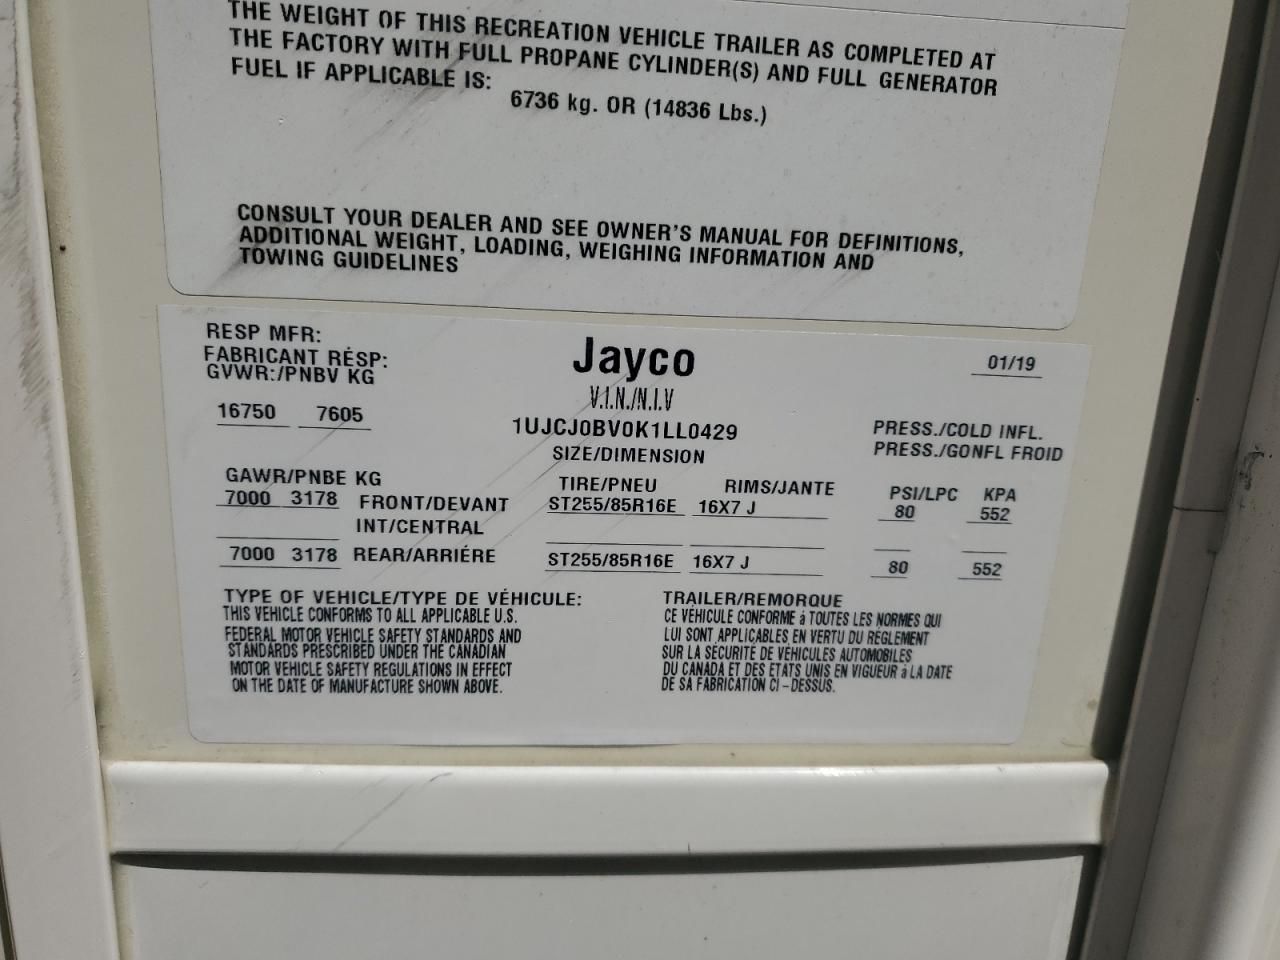 THE WEIGHT OF THIS RECREATION VEHICLE TRAILER AS COMPLETED AT
THE FACTORY WITH FULL PROPANE CYLINDER(S) AND FULL GENERATOR
FUEL IF APPLICABLE IS:
6736 kg. OR (14836 Lbs.)
CONSULT YOUR DEALER AND SEE OWNER'S MANUAL FOR DEFINITIONS,
ADDITIONAL WEIGHT, LOADING, WEIGHING INFORMATION AND
TOWING GUIDELINES
RESP MFR:
FABRICANT RÉSP:
Jayco
01/19
GVWR:/PNBV KG
V.I.N./N.I.V
16750 7605
1UJCJ0BV0K1LL0429
PRESS./COLD INFL.
PRESS./GONFL FROID
SIZE/DIMENSION
GAWR/PNBE KG
TIRE/PNEU RIMS/JANTE PSI/LPC KPA
7000 3178 FRONT/DEVANT ST255/85R16E 16X7 J 80 552
INT/CENTRAL
7000 3178 REAR/ARRIÉRE ST255/85R16E 16X7 J 80 552
TYPE OF VEHICLE/TYPE DE VÉHICULE: TRAILER/REMORQUE
THIS VEHICLE CONFORMS TO ALL APPLICABLE U.S.
FEDERAL MOTOR VEHICLE SAFETY STANDARDS AND
STANDARDS PRESCRIBED UNDER THE CANADIAN
MOTOR VEHICLE SAFETY REGULATIONS IN EFFECT
ON THE DATE OF MANUFACTURE SHOWN ABOVE.
CE VÉHICULE CONFORME á TOUTES LES NORMES QUI
LUI SONT APPLICABLES EN VERTU DU RÉGLEMENT
SUR LA SÉCURITÉ DE VÉHICULES AUTOMOBILES
DU CANADA ET DES ETATS UNIS EN VIGUEUR á LA DATE
DE SA FABRICATION CI - DESSUS.